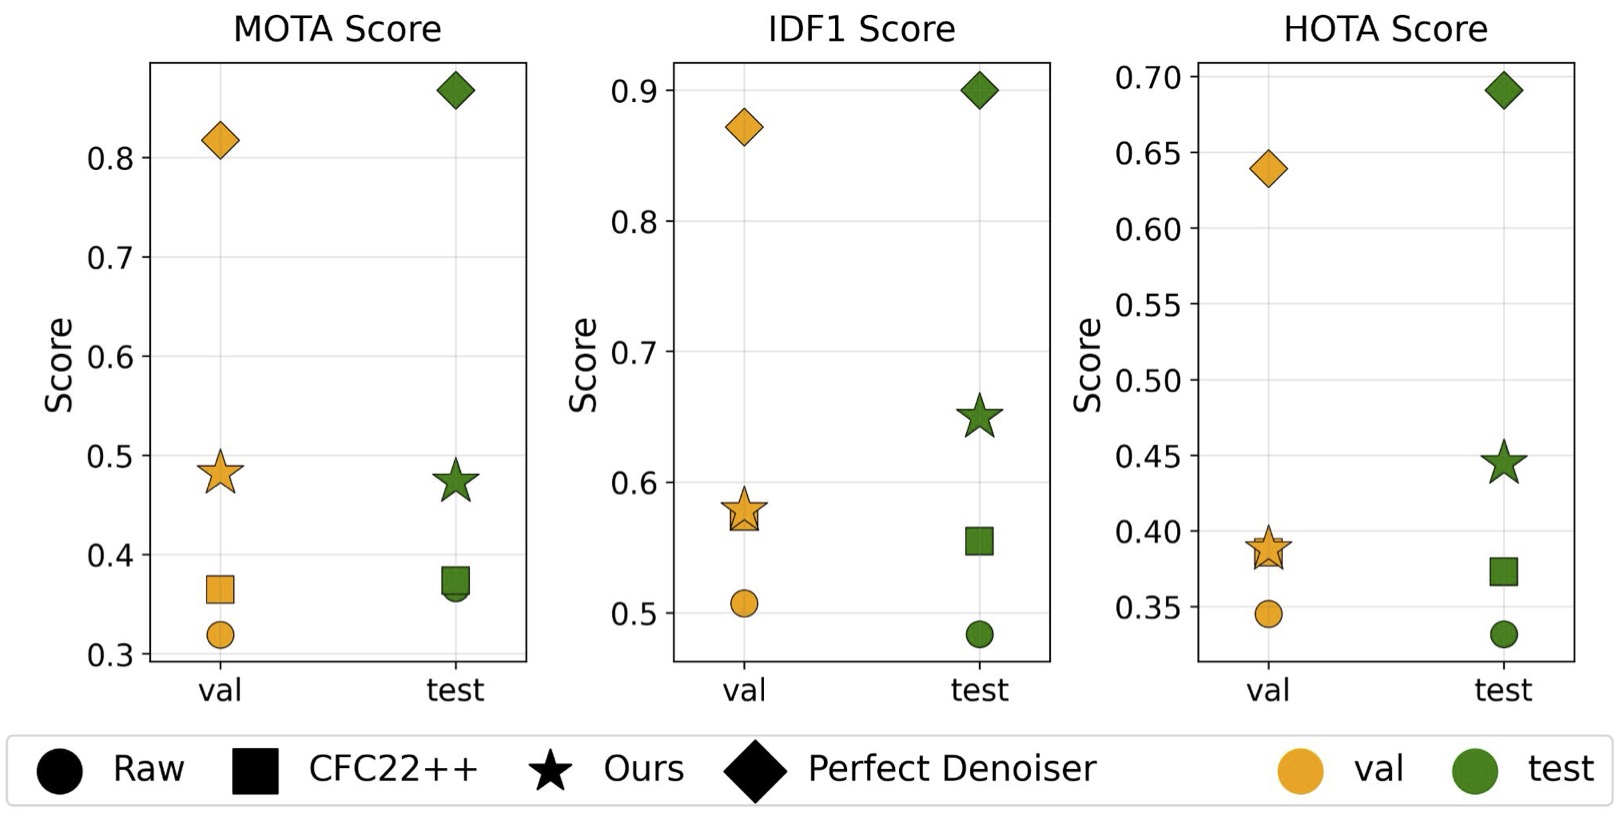 MOTA Score
Score
0.8
0.7
0.6
0.5
0.4
0.3
val test
IDF1 Score
Score
0.9
0.8
0.7
0.6
0.5
val test
HOTA Score
Score
0.70
0.65
0.60
0.55
0.50
0.45
0.40
0.35
val test
Raw CFC22++ Ours Perfect Denoiser val test